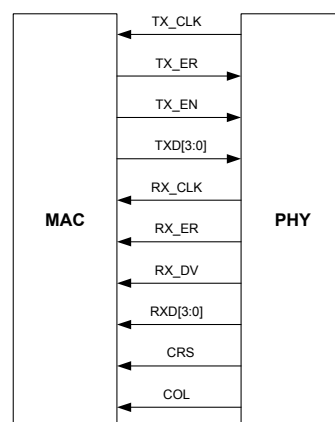 TX_CLK
TX_ER
TX_EN
TXD[3:0]
RX_CLK
MAC
PHY
RX_ER
RX_DV
RXD[3:0]
CRS
COL